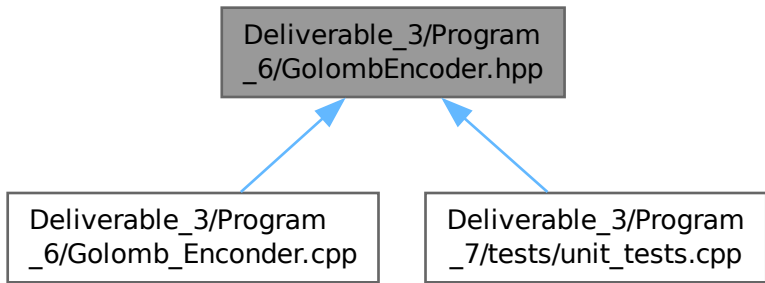 Deliverable_3/Program
_6/GolombEncoder.hpp
Deliverable_3/Program
_6/Golomb_Enconder.cpp
Deliverable_3/Program
_7/tests/unit_tests.cpp